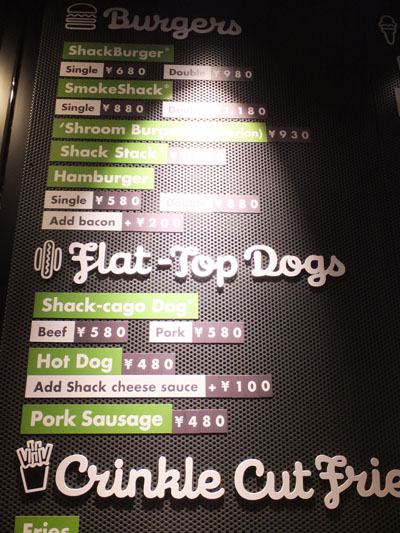 Burgers
ShackBurger®
Single ¥680 Double ¥980
SmokeShack®
Single ¥880
'Shroom Burger ¥930
Shack Stack
Hamburger
Single ¥580 Double ¥880
Add bacon +¥200
Flat-Top Dogs
Shack-cago Dog®
Beef ¥580 Pork ¥580
Hot Dog ¥480
Add Shack cheese sauce +¥100
Pork Sausage ¥480
Crinkle Cut Frie
Fries